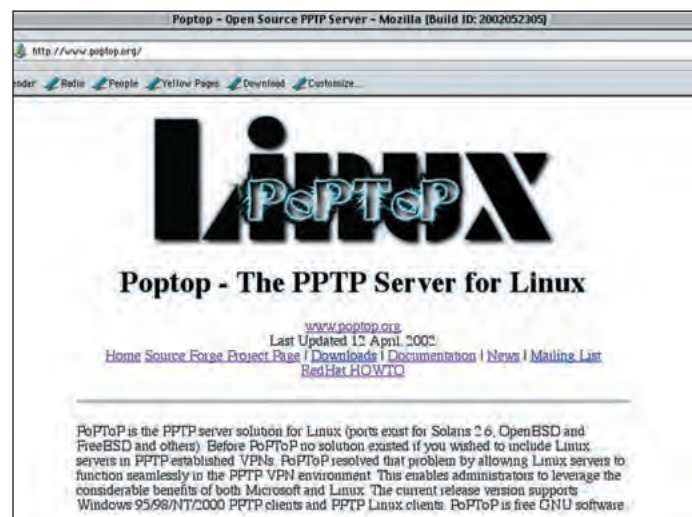 Poptop - Open Source PPTP Server - Mozilla {Build ID: 2002052305}
http://www.poptop.org/
ender Radio People Yellow Pages Download Customize...
Linux
PoPToP
Poptop - The PPTP Server for Linux
www.poptop.org
Last Updated 12 April, 2002.
Home Source Forge Project Page | Downloads | Documentation | News | Mailing List
RedHat HOWTO
PoPToP is the PPTP server solution for Linux (ports exist for Solaris 2.6, OpenBSD and
FreeBSD and others). Before PoPToP no solution existed if you wished to include Linux
servers in PPTP established VPNs. PoPToP resolved that problem by allowing Linux servers to
function seamlessly in the PPTP VPN environment. This enables administrators to leverage the
considerable benefits of both Microsoft and Linux. The current release version supports
Windows 95/98/NT/2000 PPTP clients and PPTP Linux clients. PoPToP is free GNU software